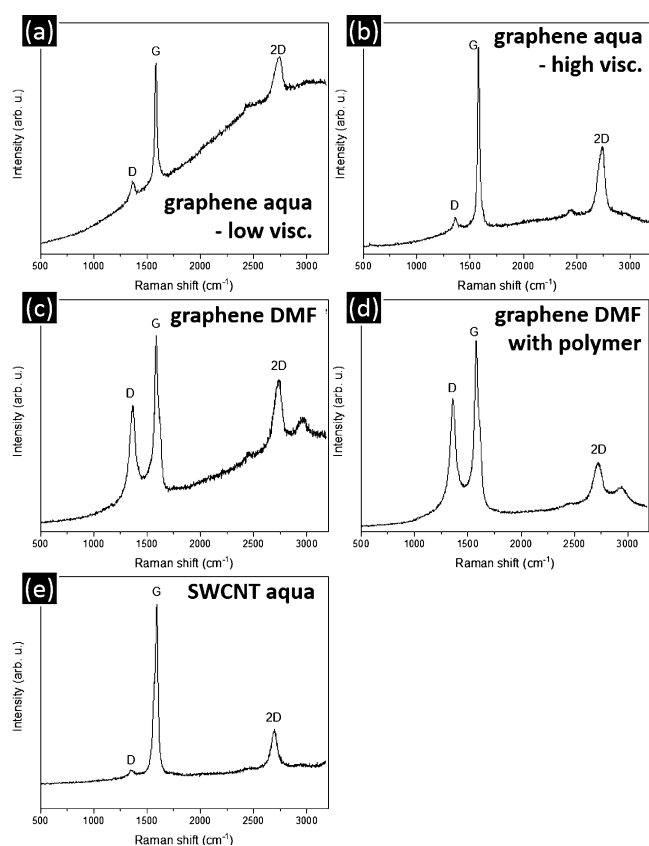 (a)
G
2D
D
graphene aqua
- low visc.
Intensity (arb. u.)
500 1000 1500 2000 2500 3000
Raman shift (cm-1)
(b)
graphene aqua
- high visc.
G
2D
D
Intensity (arb. u.)
500 1000 1500 2000 2500 3000
Raman shift (cm-1)
(c)
graphene DMF
G
D
2D
Intensity (arb. u.)
500 1000 1500 2000 2500 3000
Raman shift (cm-1)
(d)
graphene DMF
with polymer
G
D
2D
Intensity (arb. u.)
500 1000 1500 2000 2500 3000
Raman shift (cm-1)
(e)
SWCNT aqua
G
2D
D
Intensity (arb. u.)
500 1000 1500 2000 2500 3000
Raman shift (cm-1)